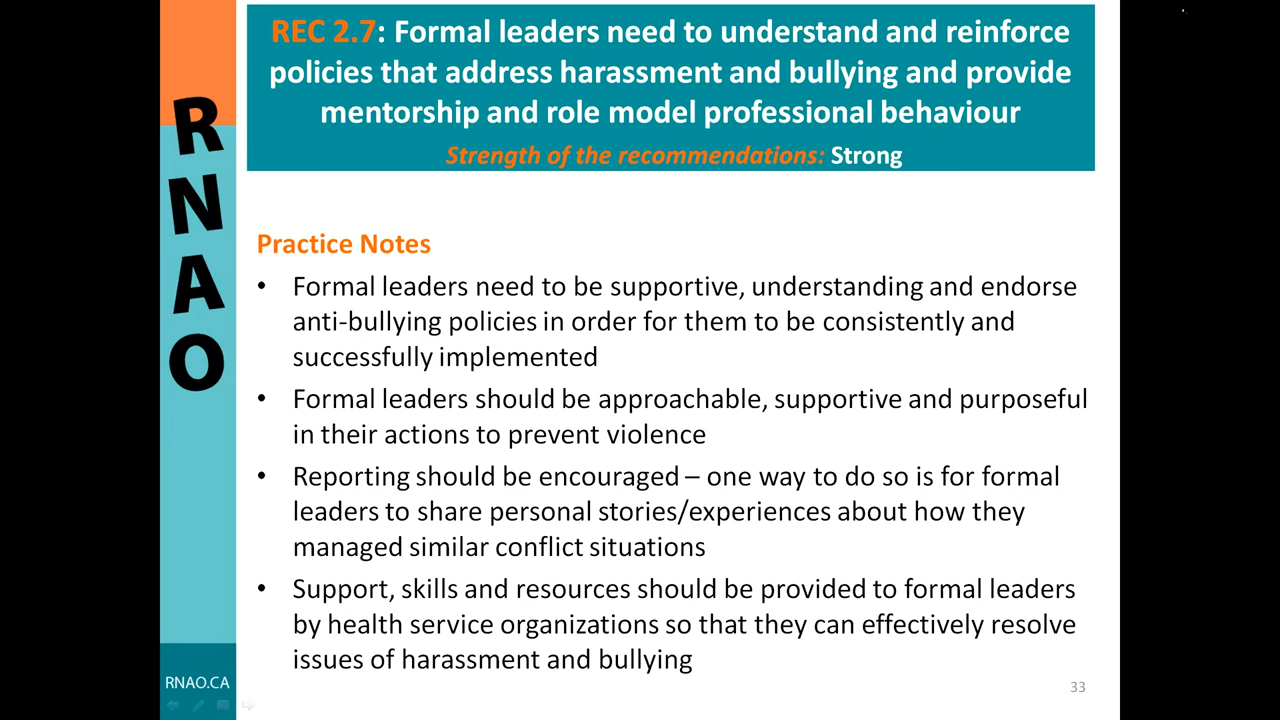 REC 2.7: Formal leaders need to understand and reinforce
policies that address harassment and bullying and provide
mentorship and role model professional behaviour
Strength of the recommendations: Strong
RNAO
Practice Notes
• Formal leaders need to be supportive, understanding and endorse
anti-bullying policies in order for them to be consistently and
successfully implemented
• Formal leaders should be approachable, supportive and purposeful
in their actions to prevent violence
• Reporting should be encouraged – one way to do so is for formal
leaders to share personal stories/experiences about how they
managed similar conflict situations
• Support, skills and resources should be provided to formal leaders
by health service organizations so that they can effectively resolve
issues of harassment and bullying
RNAO.CA
33